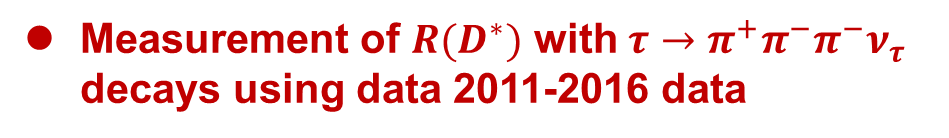 ● Measurement of R(D*) with τ → π⁺π⁻π⁻ν_τ
decays using data 2011-2016 data